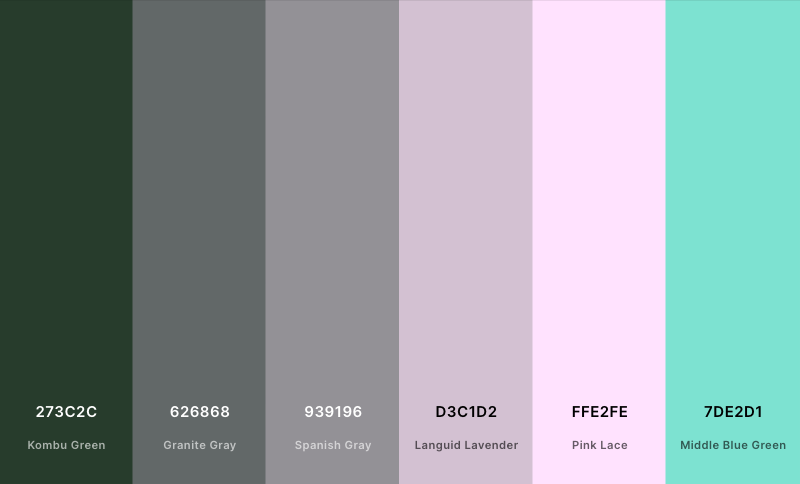 273C2C
Kombu Green
626868
Granite Gray
939196
Spanish Gray
D3C1D2
Languid Lavender
FFE2FE
Pink Lace
7DE2D1
Middle Blue Green